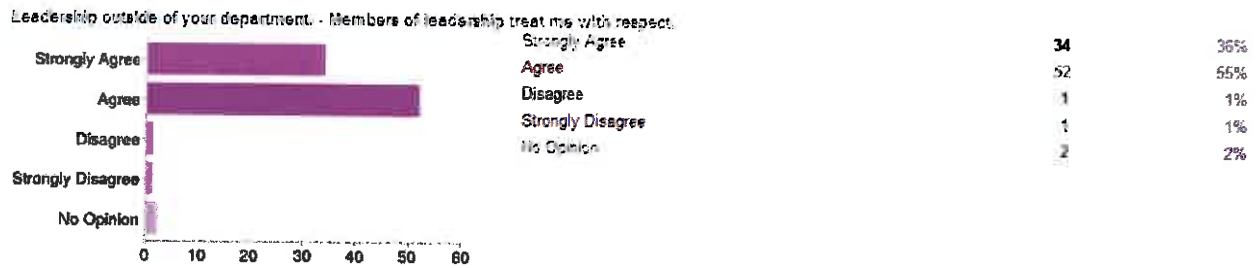 Leadership outside of your department. - Members of leadership treat me with respect.
Strongly Agree
Agree
Disagree
Strongly Disagree
No Opinion
0 10 20 30 40 50 60
Strongly Agree 34 36%
Agree 52 55%
Disagree 1 1%
Strongly Disagree 1 1%
No Opinion 2 2%